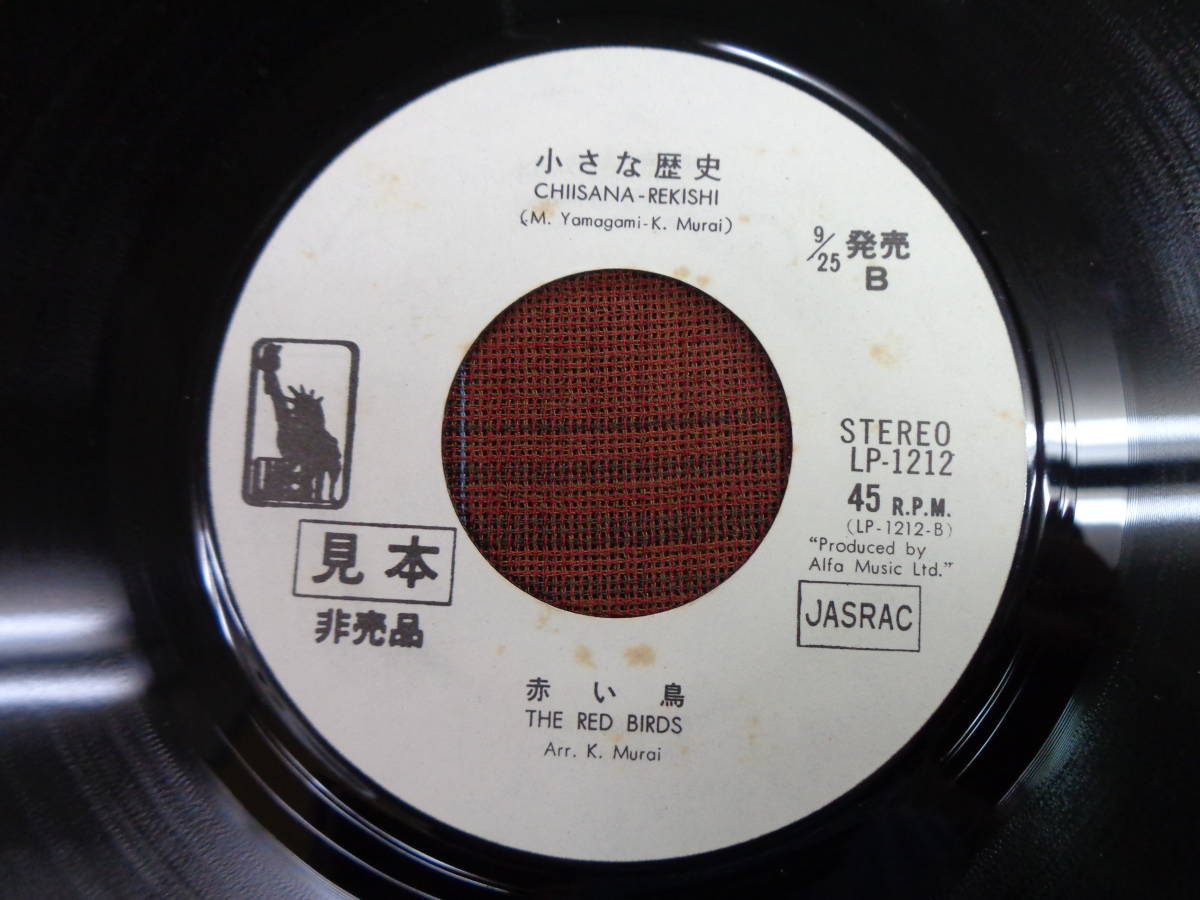 小さな歴史
CHIISANA-REKISHI
(M. Yamagami-K. Murai)
9/25 発売
B
STEREO
LP-1212
45 R.P.M.
(LP-1212-B)
"Produced by
Alfa Music Ltd."
JASRAC
見本
非売品
赤い鳥
THE RED BIRDS
Arr. K. Murai